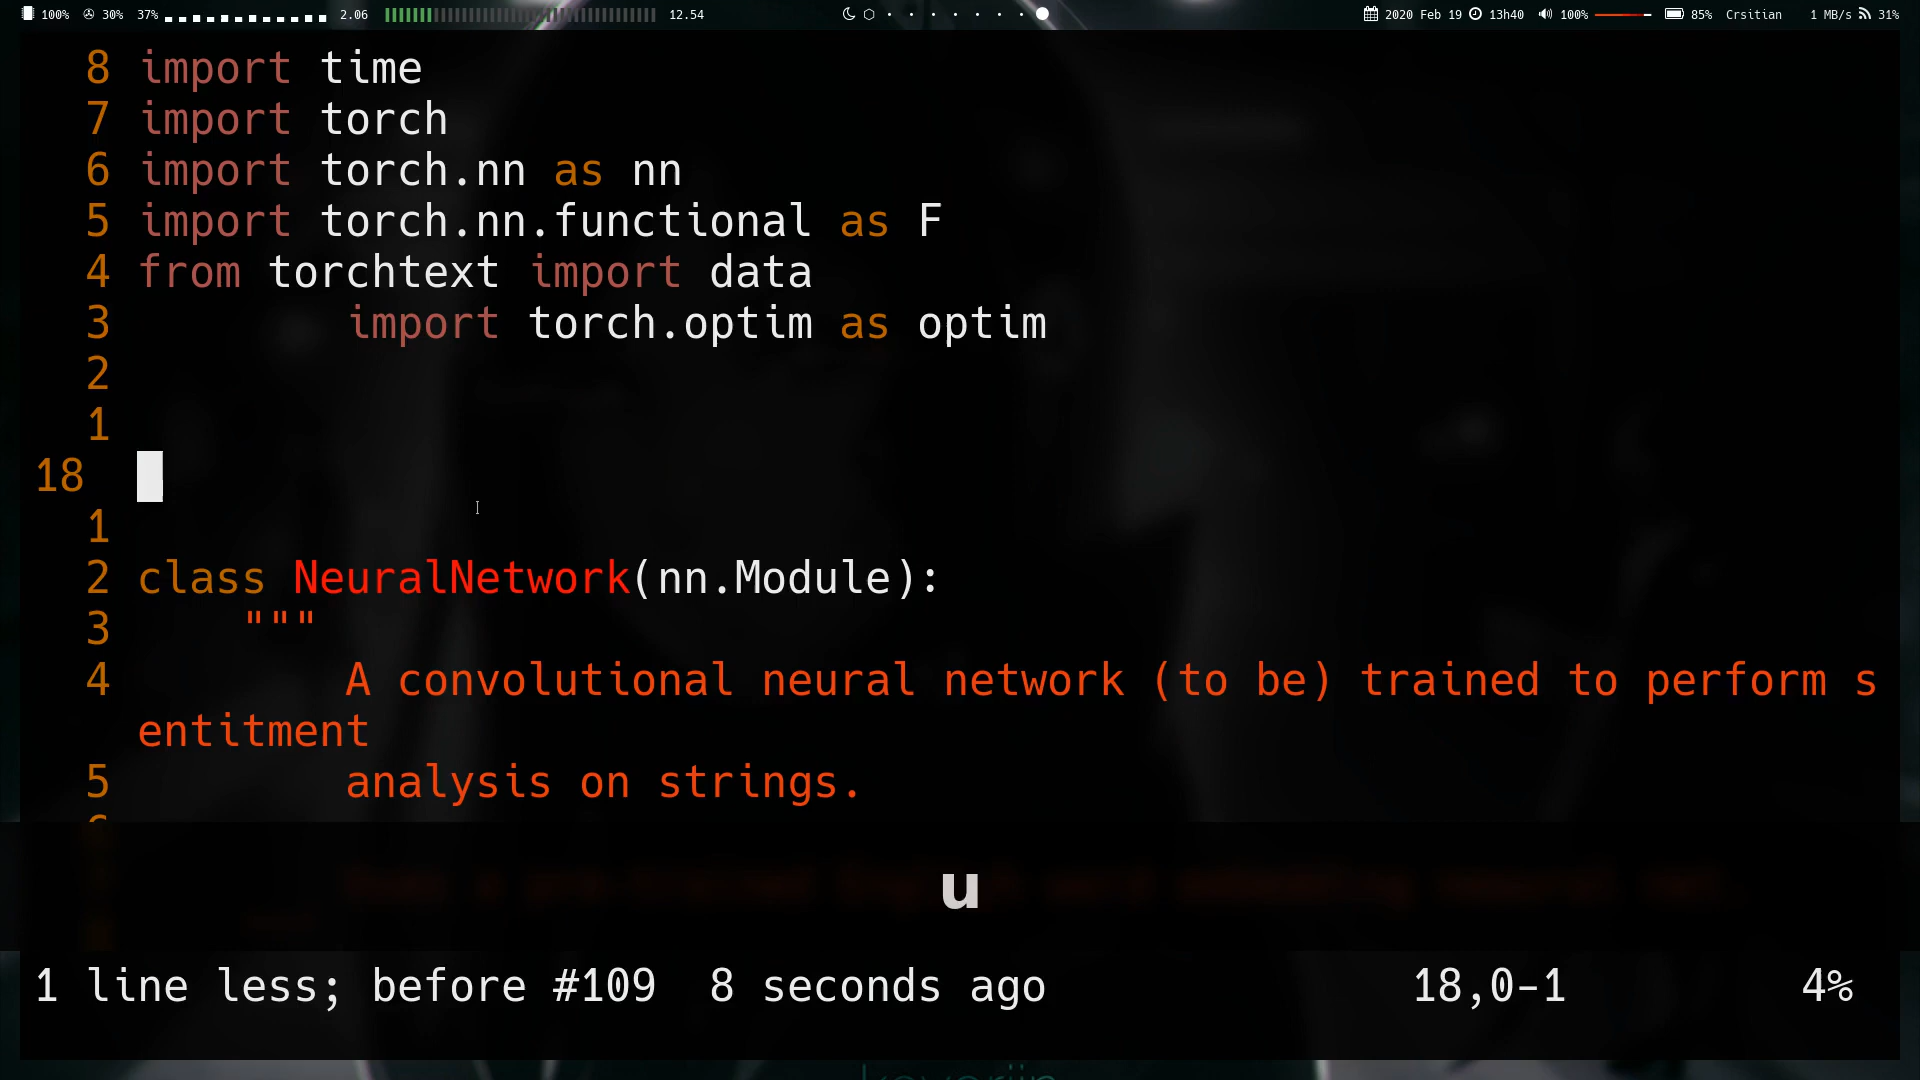 100% 30% 37% 2.06 12.54 2020 Feb 19 13h40 100% 85% Crsitian 1 MB/s 31%
8 import time
7 import torch
6 import torch.nn as nn
5 import torch.nn.functional as F
4 from torchtext import data
3 import torch.optim as optim
2
1
18
1
2 class NeuralNetwork(nn.Module):
3 """
4 A convolutional neural network (to be) trained to perform s
entitment
5 analysis on strings.
u
1 line less; before #109 8 seconds ago 18,0-1 4%